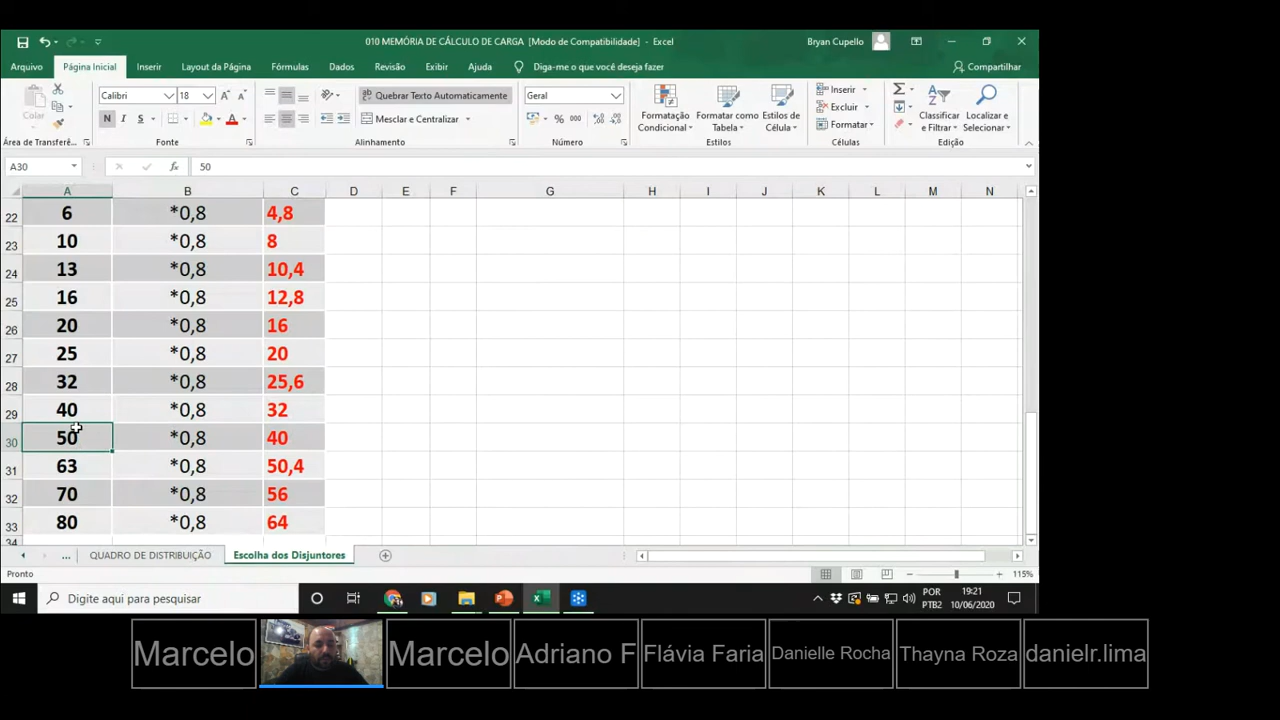 010 MEMÓRIA DE CÁLCULO DE CARGA [Modo de Compatibilidade] - Excel
Bryan Cupello
Arquivo Página Inicial Inserir Layout da Página Fórmulas Dados Revisão Exibir Ajuda Diga-me o que você deseja fazer Compartilhar
Colar
Calibri 18
N I S
Quebrar Texto Automaticamente
Mesclar e Centralizar
Geral
% 000
Formatação Condicional
Formatar como Tabela
Estilos de Célula
Inserir
Excluir
Formatar
Classificar e Filtrar
Localizar e Selecionar
Área de Transferê... Fonte Alinhamento Número Estilos Células Edição
A30 fx 50
A B C D E F G H I J K L M N
22 6 *0,8 4,8
23 10 *0,8 8
24 13 *0,8 10,4
25 16 *0,8 12,8
26 20 *0,8 16
27 25 *0,8 20
28 32 *0,8 25,6
29 40 *0,8 32
30 50 *0,8 40
31 63 *0,8 50,4
32 70 *0,8 56
33 80 *0,8 64
34
... QUADRO DE DISTRIBUIÇÃO Escolha dos Disjuntores
Pronto 115%
Digite aqui para pesquisar
POR
PTB2
19:21
10/06/2020
Marcelo Marcelo Adriano F Flávia Faria Danielle Rocha Thayna Roza danielr.lima